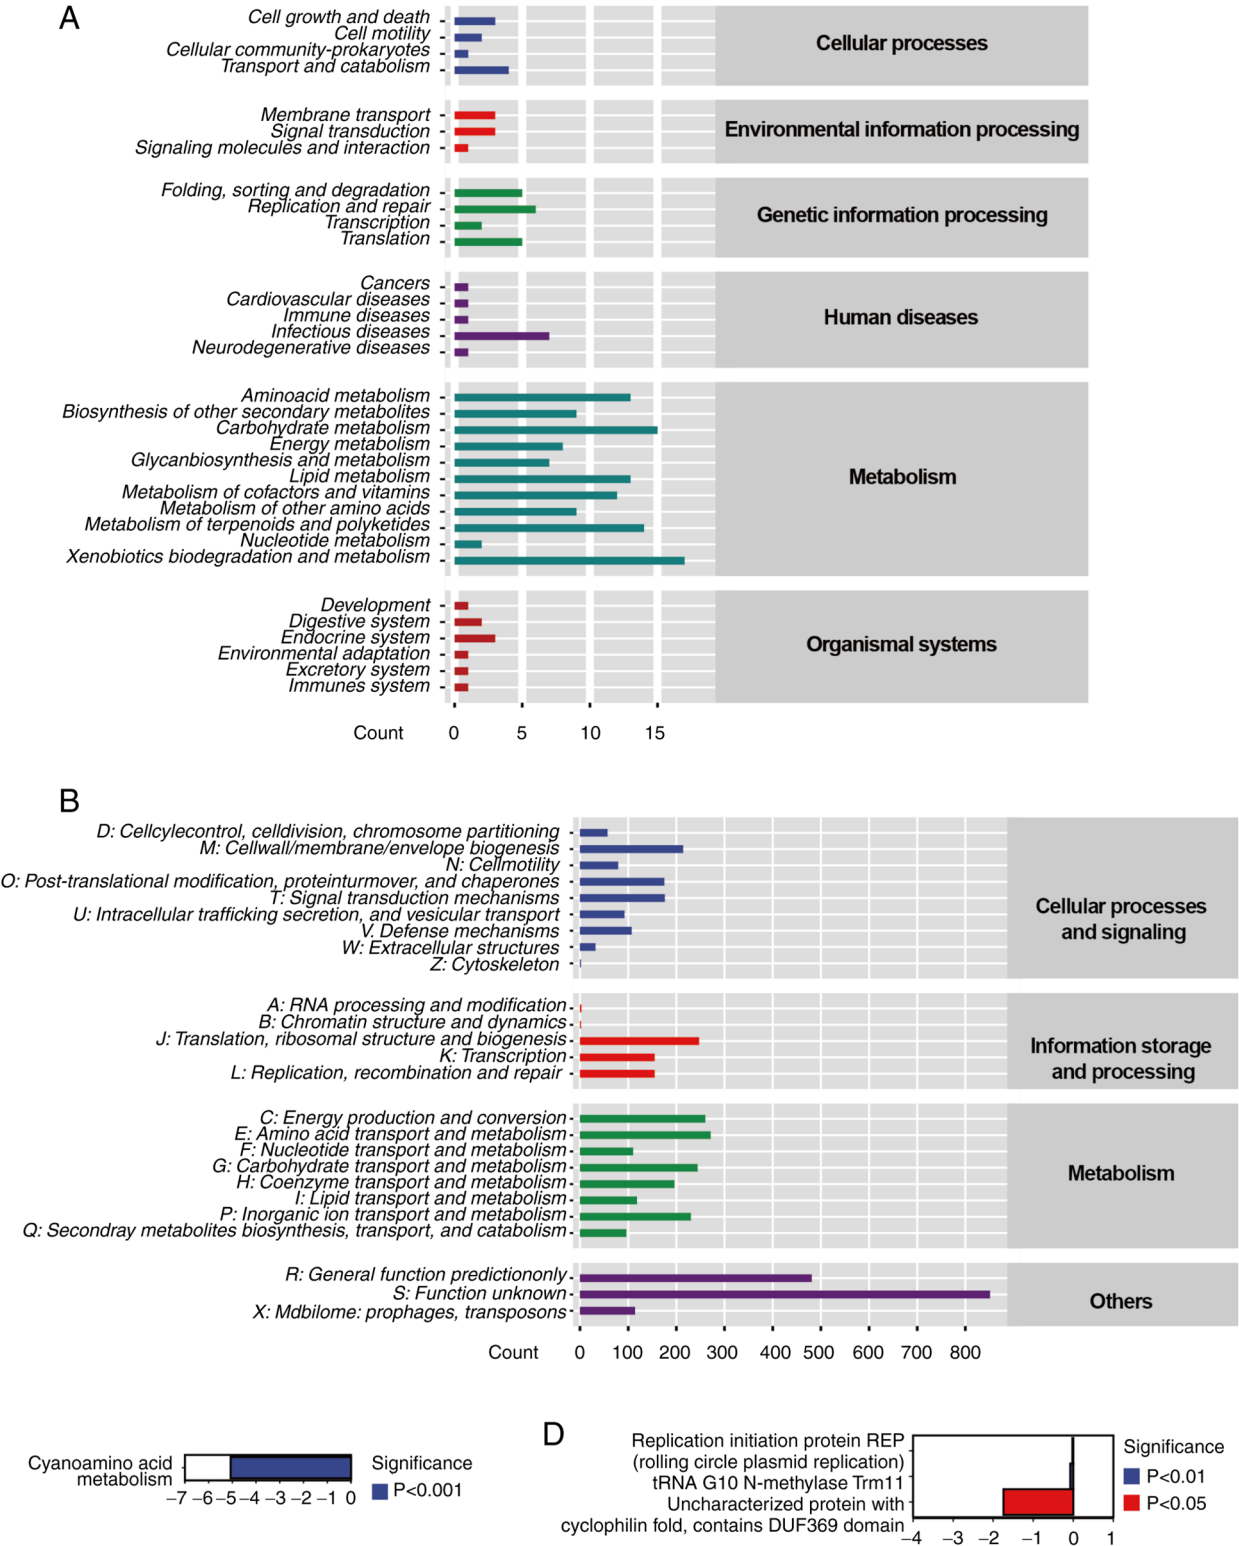 A
Cell growth and death
Cell motility
Cellular community-prokaryotes
Transport and catabolism
Cellular processes
Membrane transport
Signal transduction
Signaling molecules and interaction
Environmental information processing
Folding, sorting and degradation
Replication and repair
Transcription
Translation
Genetic information processing
Cancers
Cardiovascular diseases
Immune diseases
Infectious diseases
Neurodegenerative diseases
Human diseases
Aminoacid metabolism
Biosynthesis of other secondary metabolites
Carbohydrate metabolism
Energy metabolism
Glycanbiosynthesis and metabolism
Lipid metabolism
Metabolism of cofactors and vitamins
Metabolism of other amino acids
Metabolism of terpenoids and polyketides
Nucleotide metabolism
Xenobiotics biodegradation and metabolism
Metabolism
Development
Digestive system
Endocrine system
Environmental adaptation
Excretory system
Immunes system
Organismal systems
Count 0 5 10 15
B
D: Cellcylecontrol, celldivision, chromosome partitioning
M: Cellwall/membrane/envelope biogenesis
N: Cellmotility
O: Post-translational modification, proteinturmover, and chaperones
T: Signal transduction mechanisms
U: Intracellular trafficking secretion, and vesicular transport
V. Defense mechanisms
W: Extracellular structures
Z: Cytoskeleton
Cellular processes
and signaling
A: RNA processing and modification
B: Chromatin structure and dynamics
J: Translation, ribosomal structure and biogenesis
K: Transcription
L: Replication, recombination and repair
Information storage
and processing
C: Energy production and conversion
E: Amino acid transport and metabolism
F: Nucleotide transport and metabolism
G: Carbohydrate transport and metabolism
H: Coenzyme transport and metabolism
I: Lipid transport and metabolism
P: Inorganic ion transport and metabolism
Q: Secondray metabolites biosynthesis, transport, and catabolism
Metabolism
R: General function predictiononly
S: Function unknown
X: Mdbilome: prophages, transposons
Others
Count 0 100 200 300 400 500 600 700 800
Cyanoamino acid
metabolism
−7 −6 −5 −4 −3 −2 −1 0
Significance
P<0.001
D
Replication initiation protein REP
(rolling circle plasmid replication)
tRNA G10 N-methylase Trm11
Uncharacterized protein with
cyclophilin fold, contains DUF369 domain
−4 −3 −2 −1 0 1
Significance
P<0.01
P<0.05